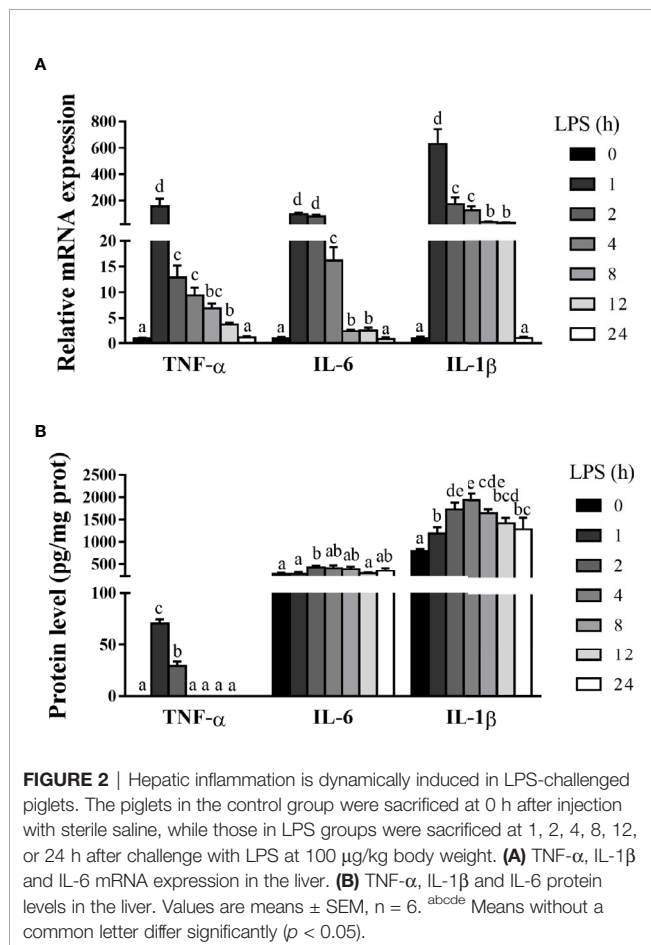 A
Relative mRNA expression
800
600
400
200
20
15
10
5
0
a d c c bc b a
a d d c b b a
a d c c b b a
TNF-α IL-6 IL-1β
LPS (h)
0
1
2
4
8
12
24
B
Protein level (pg/mg prot)
2500
2000
1500
1000
500
100
50
0
a c b a a a a
a a b ab ab a ab
a b de e cde bcd bc
TNF-α IL-6 IL-1β
LPS (h)
0
1
2
4
8
12
24
FIGURE 2 | Hepatic inflammation is dynamically induced in LPS-challenged
piglets. The piglets in the control group were sacrificed at 0 h after injection
with sterile saline, while those in LPS groups were sacrificed at 1, 2, 4, 8, 12,
or 24 h after challenge with LPS at 100 μg/kg body weight. (A) TNF-α, IL-1β
and IL-6 mRNA expression in the liver. (B) TNF-α, IL-1β and IL-6 protein
levels in the liver. Values are means ± SEM, n = 6. abcde Means without a
common letter differ significantly (p < 0.05).